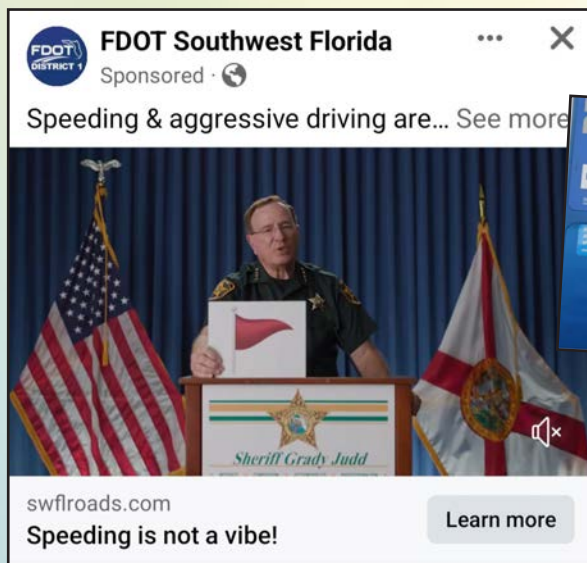 FDOT
DISTRICT 1
FDOT Southwest Florida
Sponsored ·
Speeding & aggressive driving are... See more
Sheriff Grady Judd
swflroads.com
Speeding is not a vibe!
Learn more